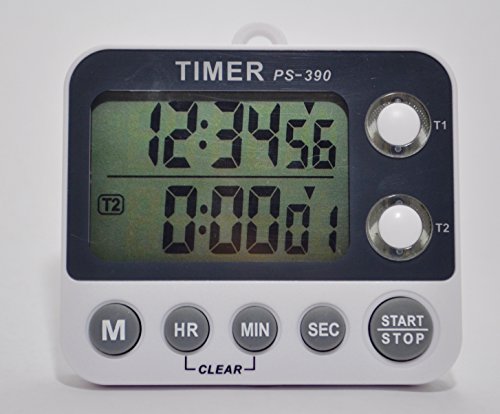 TIMER PS-390
12:34 56
T1
T2 0:00 01
T2
M HR MIN SEC START
STOP
CLEAR